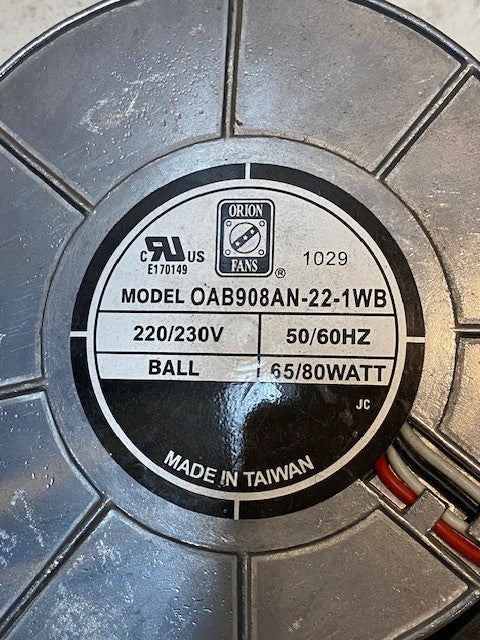 ORION
FANS
®
c RU US
E170149
1029
MODEL OAB908AN-22-1WB
220/230V 50/60HZ
BALL 65/80WATT
JC
MADE IN TAIWAN